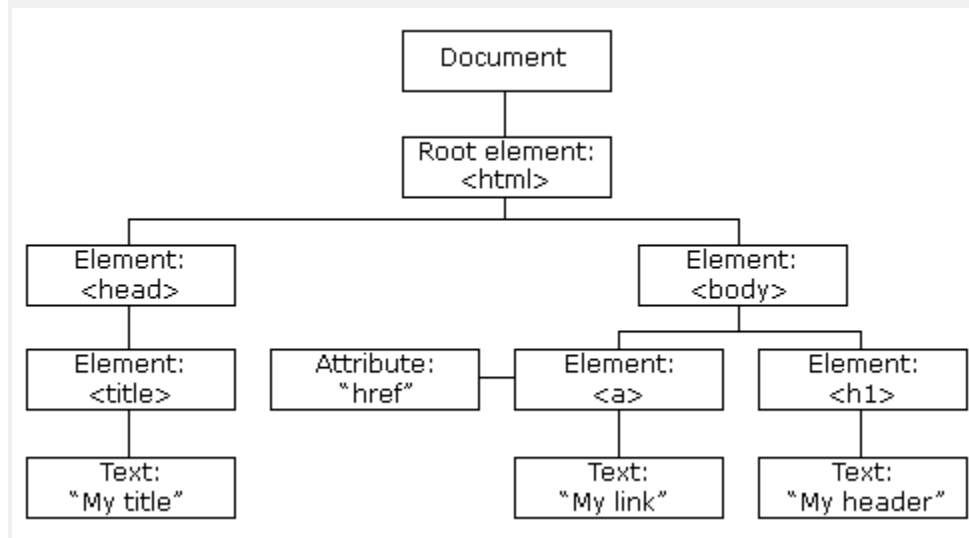 Document
Root element:
<html>
Element:
<head>
Element:
<body>
Element:
<title>
Attribute:
“href”
Element:
<a>
Element:
<h1>
Text:
“My title”
Text:
“My link”
Text:
“My header”